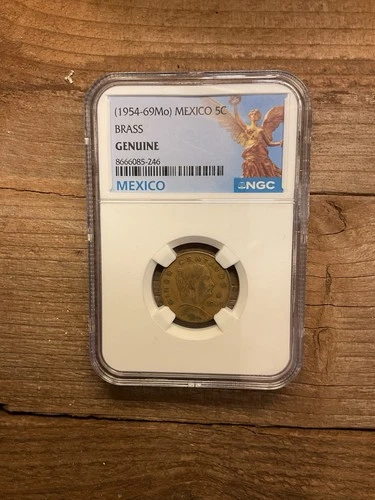 (1954-69Mo) MEXICO 5C
BRASS
GENUINE
8666085-246
MEXICO
NGC